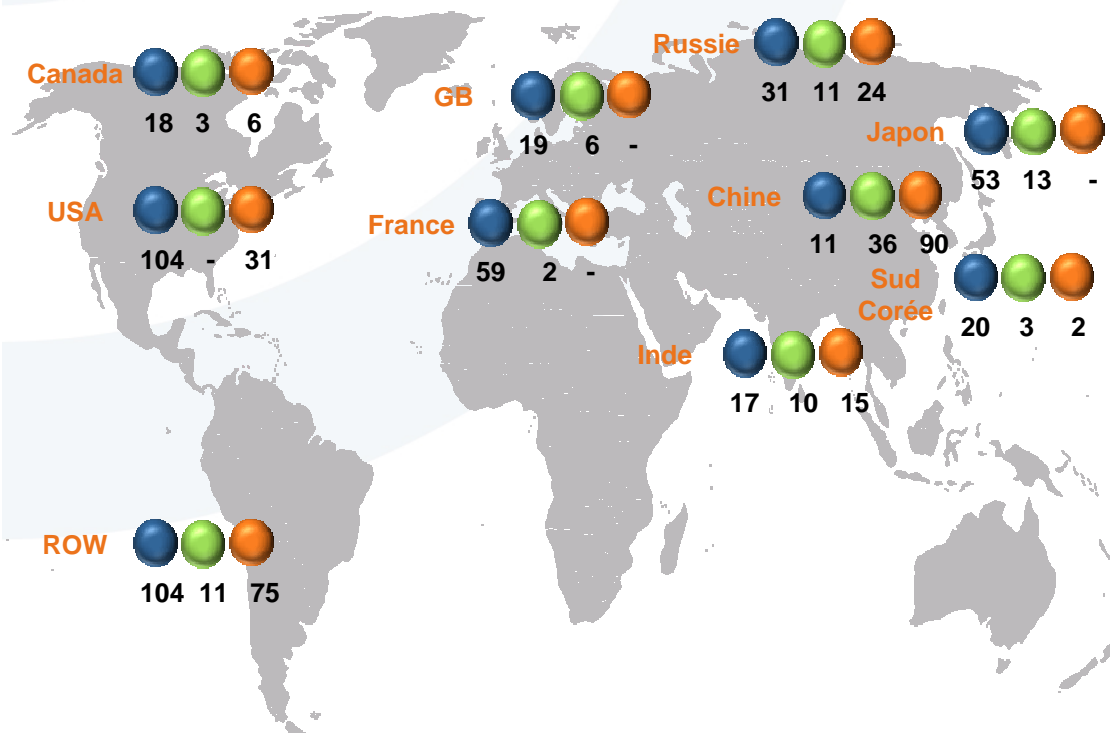 Canada
18 3 6
USA
104 - 31
ROW
104 11 75
GB
19 6 -
France
59 2 -
Russie
31 11 24
Japon
53 13 -
Chine
11 36 90
Sud
Corée
20 3 2
Inde
17 10 15